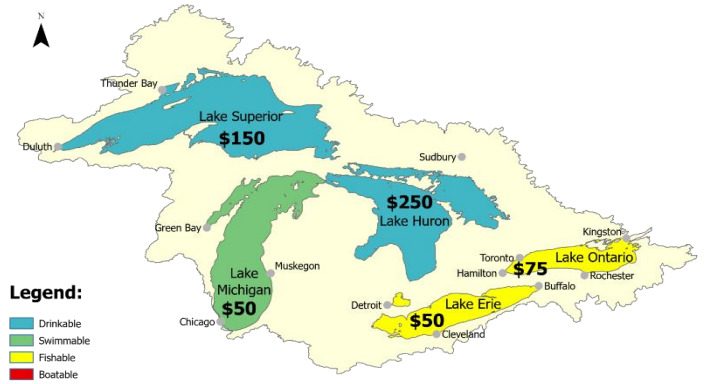 N
Thunder Bay
Lake Superior
$150
Duluth
Sudbury
$250
Lake Huron
Green Bay
Kingston
Toronto
Lake Ontario
$75
Hamilton
Rochester
Muskegon
Lake
Michigan
$50
Buffalo
Detroit
Lake Erie
$50
Chicago
Cleveland
Legend:
Drinkable
Swimmable
Fishable
Boatable